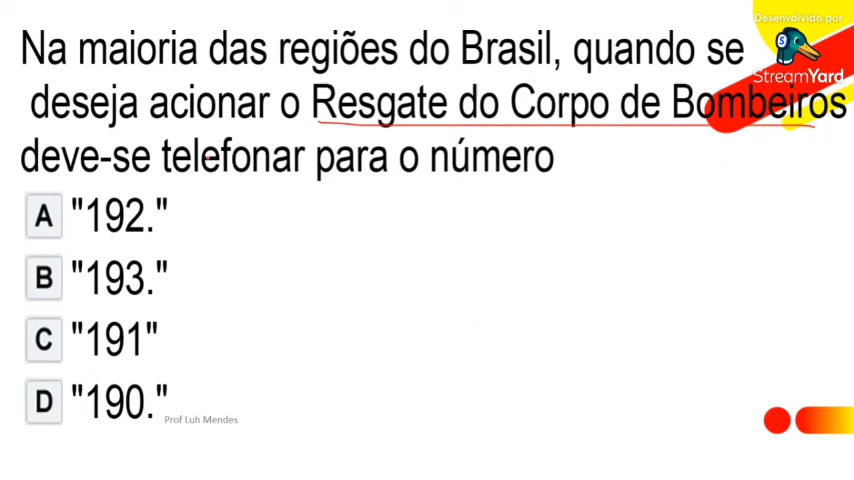 Desenvolvido por
StreamYard
Na maioria das regiões do Brasil, quando se
deseja acionar o Resgate do Corpo de Bombeiros
deve-se telefonar para o número
A "192."
B "193."
C "191"
D "190."
Prof Luh Mendes